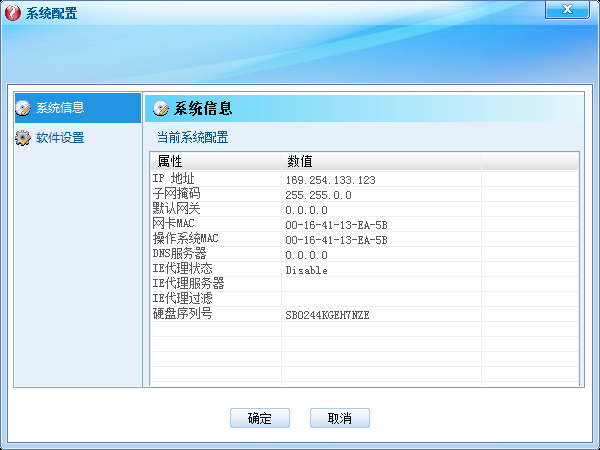 系统配置
系统信息
软件设置
系统信息
当前系统配置
属性 数值
IP 地址 169.254.133.123
子网掩码 255.255.0.0
默认网关 0.0.0.0
网卡MAC 00-16-41-13-EA-5B
操作系统MAC 00-16-41-13-EA-5B
DNS服务器 0.0.0.0
IE代理状态 Disable
IE代理服务器
IE代理过滤
硬盘序列号 SB0244KGEH7NZE
确定 取消